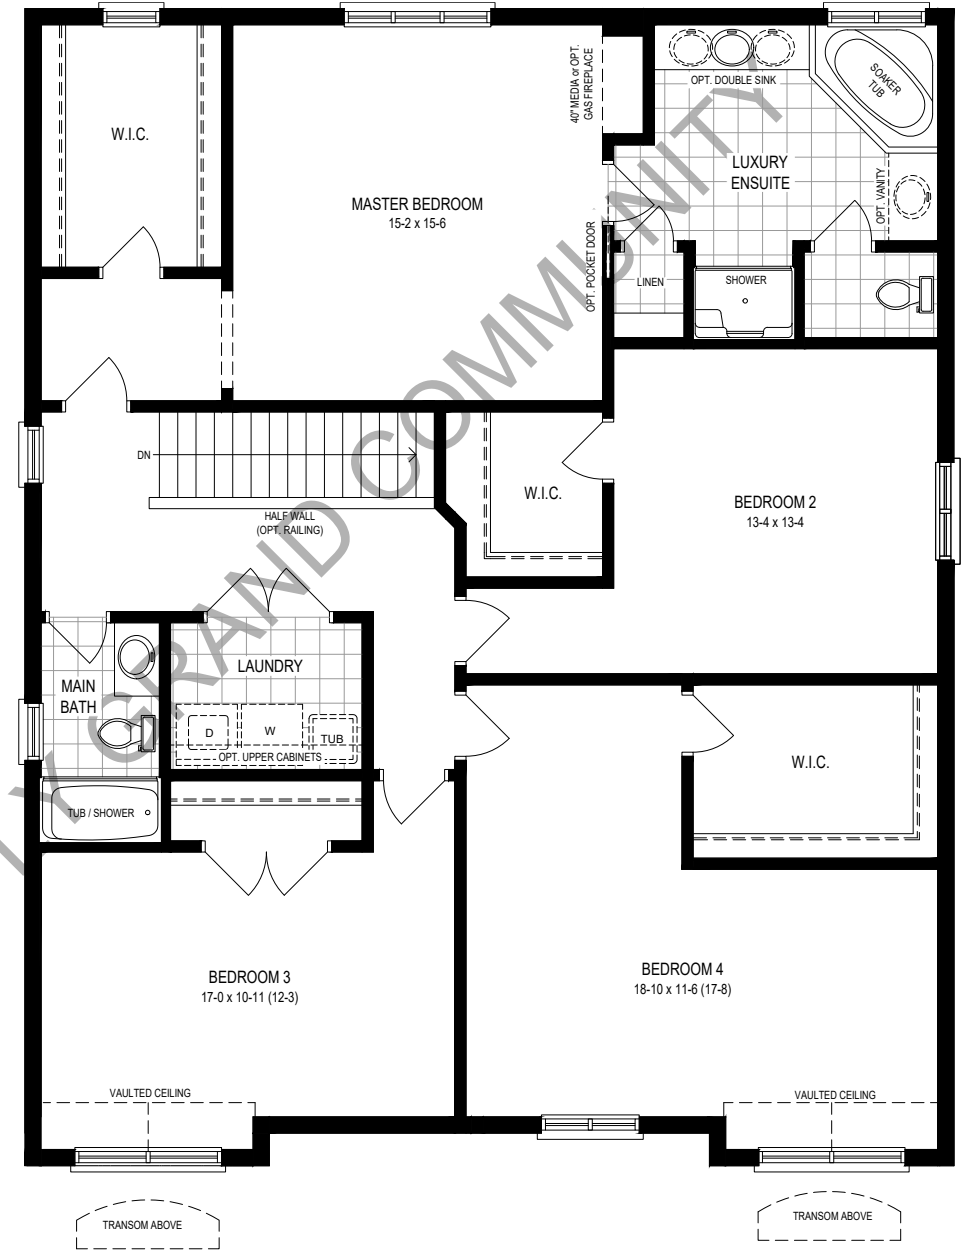 W.I.C.
MASTER BEDROOM
15-2 x 15-6
40" MEDIA or OPT.
GAS FIREPLACE
OPT. DOUBLE SINK
SOAKER
TUB
LUXURY
ENSUITE
OPT. VANITY
OPT. POCKET DOOR
LINEN
SHOWER
DN
HALF WALL
(OPT. RAILING)
W.I.C.
BEDROOM 2
13-4 x 13-4
MAIN
BATH
LAUNDRY
D
W
TUB
OPT. UPPER CABINETS
TUB / SHOWER
W.I.C.
BEDROOM 3
17-0 x 10-11 (12-3)
BEDROOM 4
18-10 x 11-6 (17-8)
VAULTED CEILING
VAULTED CEILING
TRANSOM ABOVE
TRANSOM ABOVE
GRAND COMMUNITY